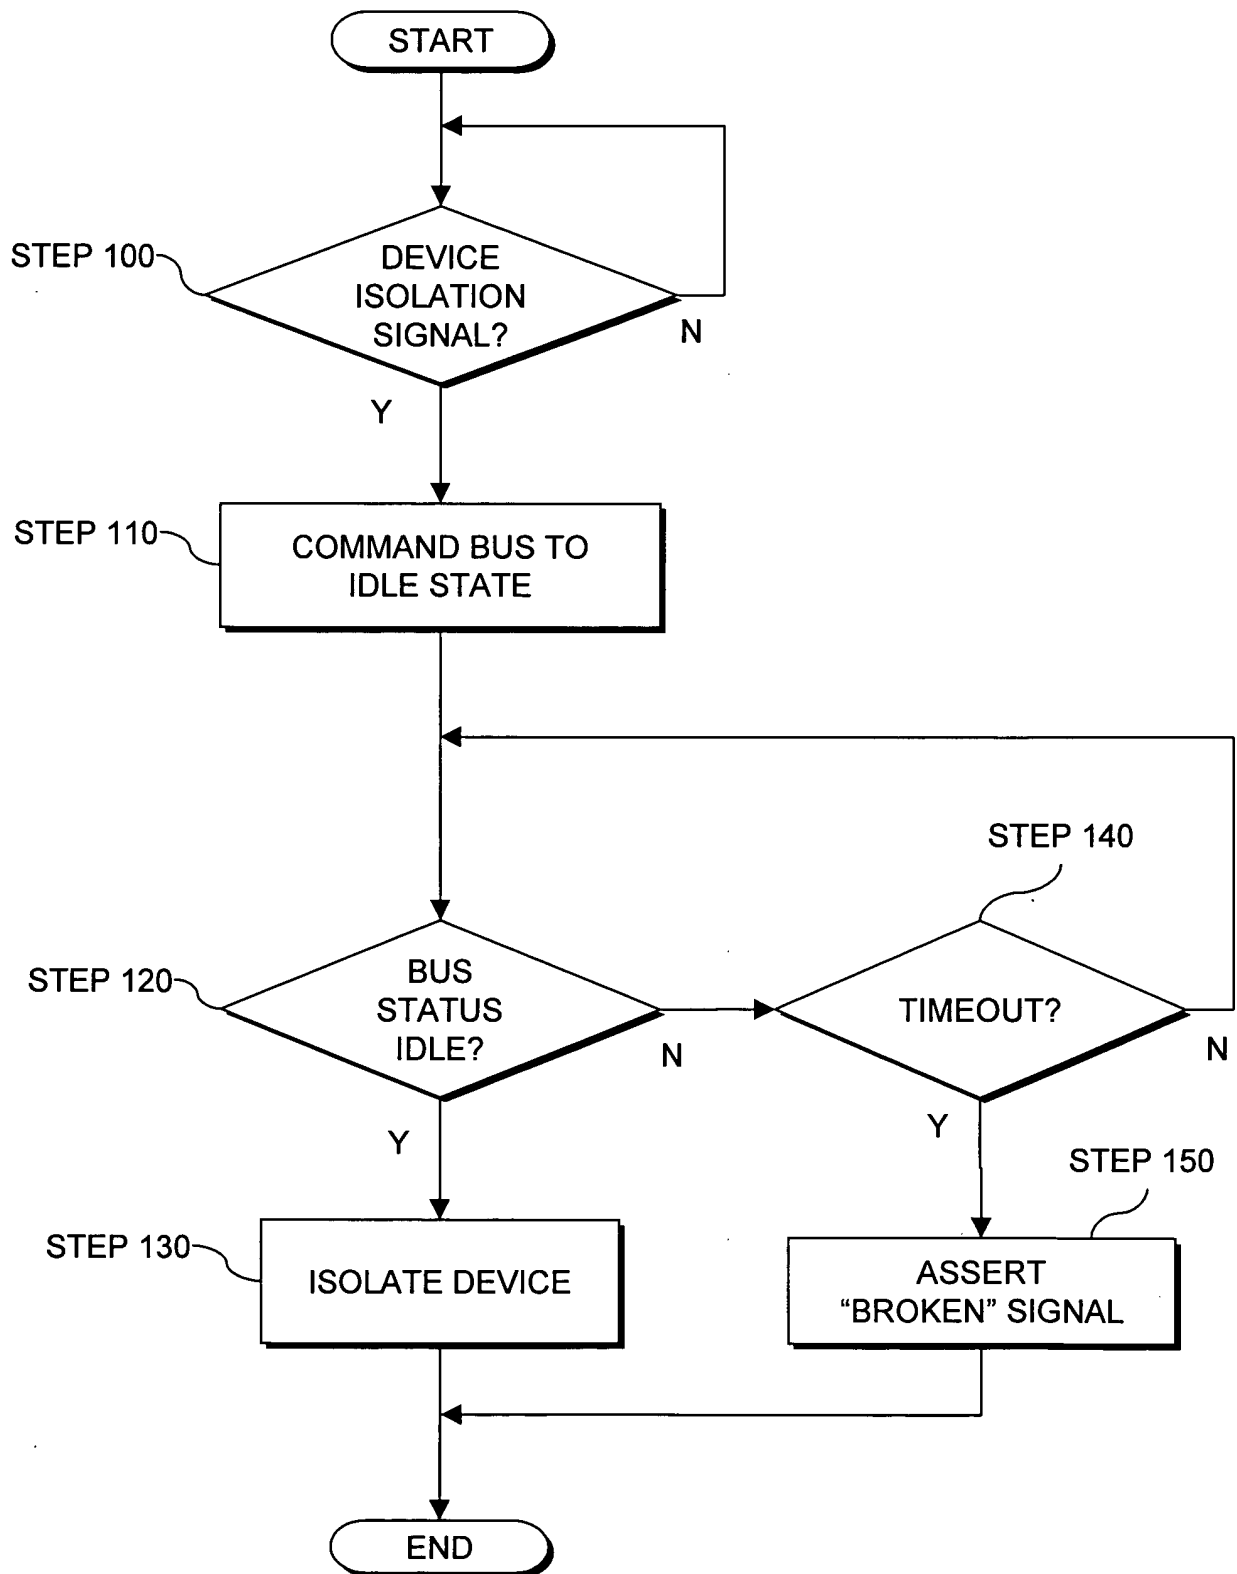 START
STEP 100
DEVICE
ISOLATION
SIGNAL?
N
Y
STEP 110
COMMAND BUS TO
IDLE STATE
STEP 140
STEP 120
BUS
STATUS
IDLE?
N
TIMEOUT?
N
Y
Y
STEP 150
STEP 130
ISOLATE DEVICE
ASSERT
“BROKEN” SIGNAL
END